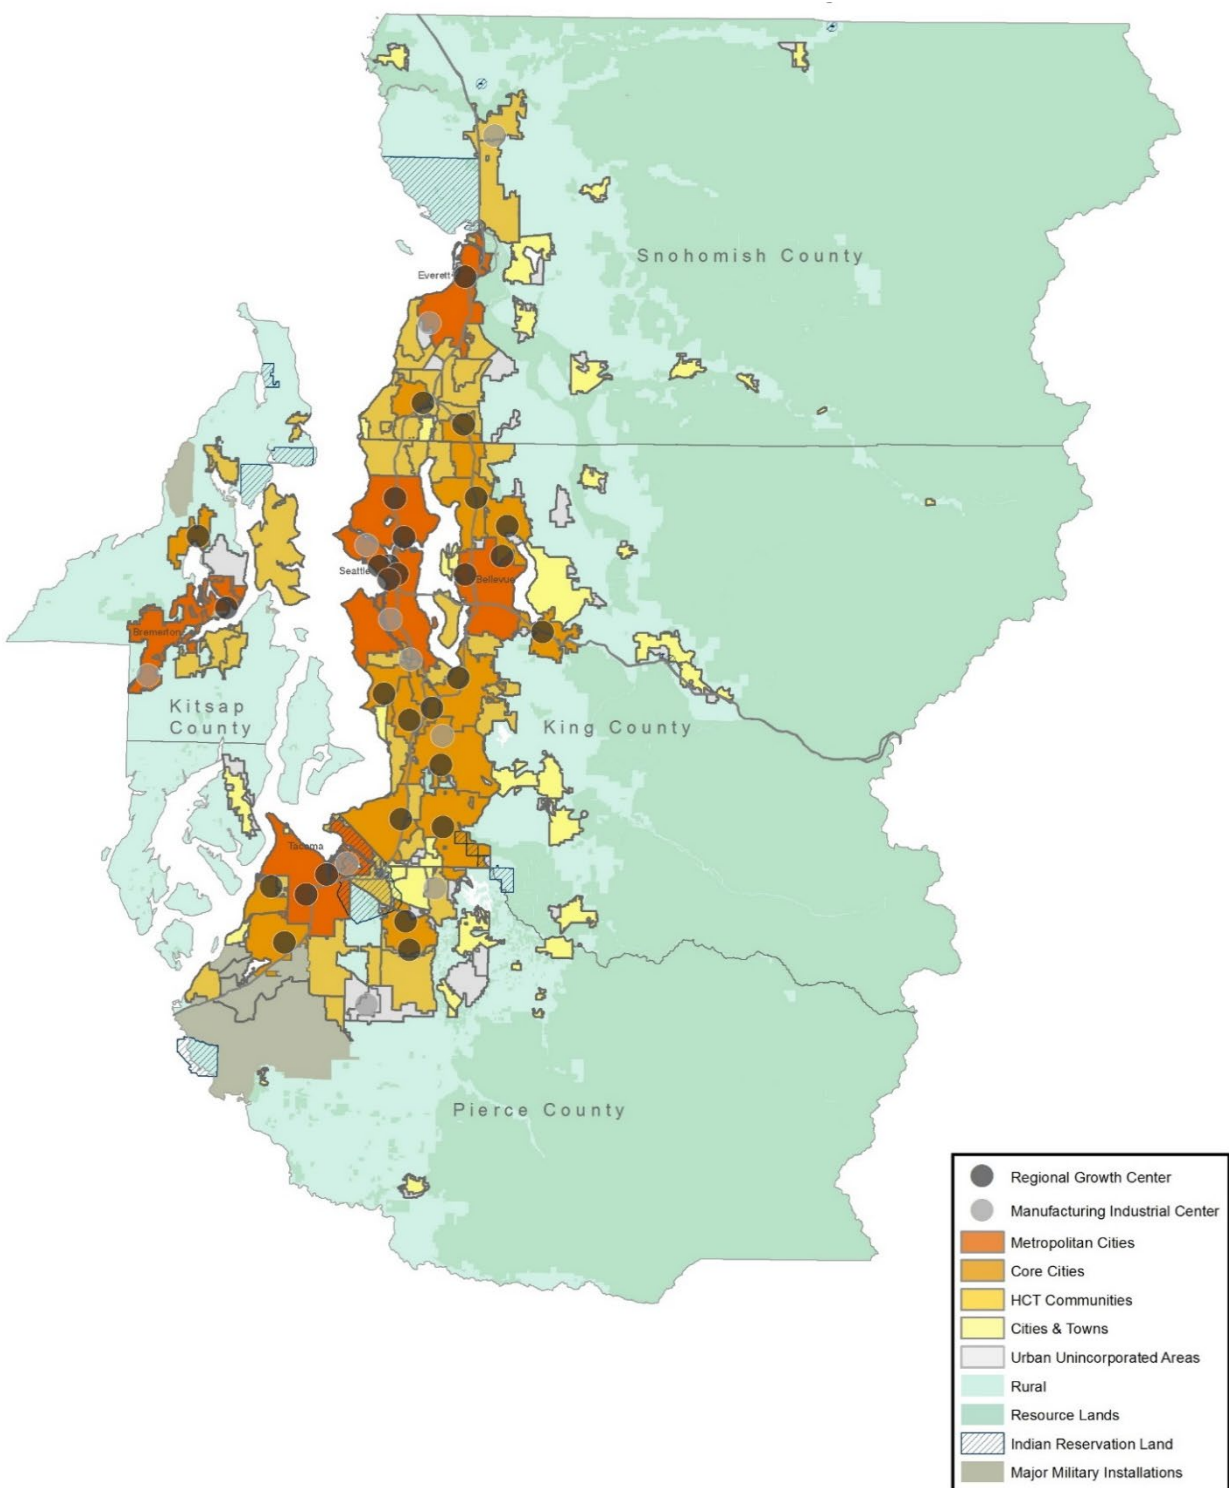 Snohomish County
Everett
Seattle
Bellevue
Bremerton
Kitsap
County
King County
Tacoma
Pierce County
Regional Growth Center
Manufacturing Industrial Center
Metropolitan Cities
Core Cities
HCT Communities
Cities & Towns
Urban Unincorporated Areas
Rural
Resource Lands
Indian Reservation Land
Major Military Installations